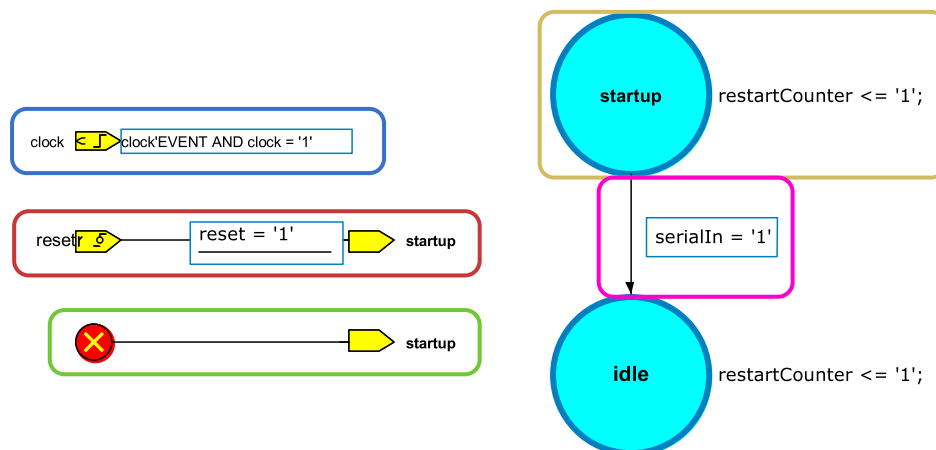 startup
restartCounter <= '1';
clock
clock'EVENT AND clock = '1'
resetr
reset = '1'
startup
serialIn = '1'
startup
idle
restartCounter <= '1';